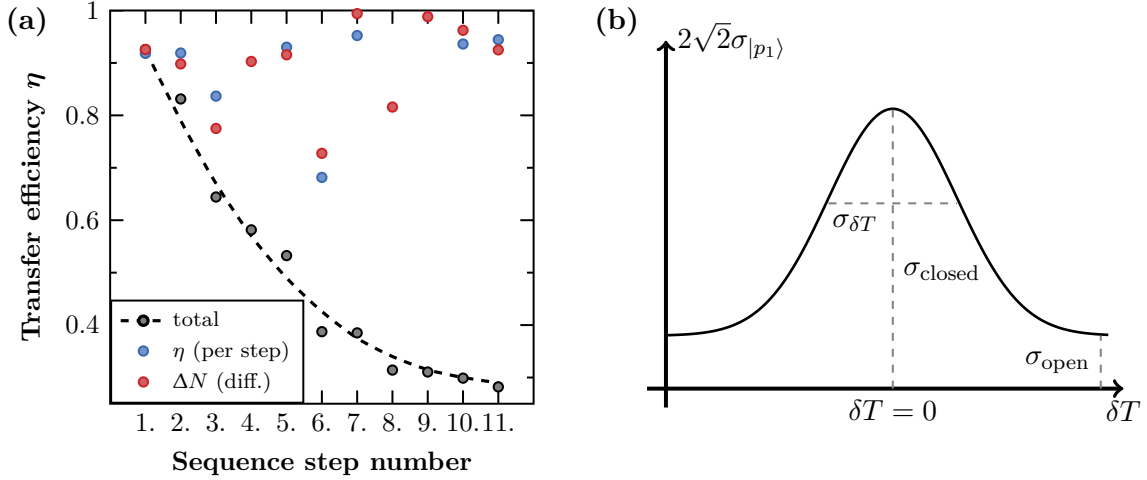 (a)
Transfer efficiency η
1
0.8
0.6
0.4
total
η (per step)
ΔN (diff.)
1. 2. 3. 4. 5. 6. 7. 8. 9. 10. 11.
Sequence step number
(b)
2√2σ|p₁⟩
σδT
σclosed
σopen
δT = 0
δT